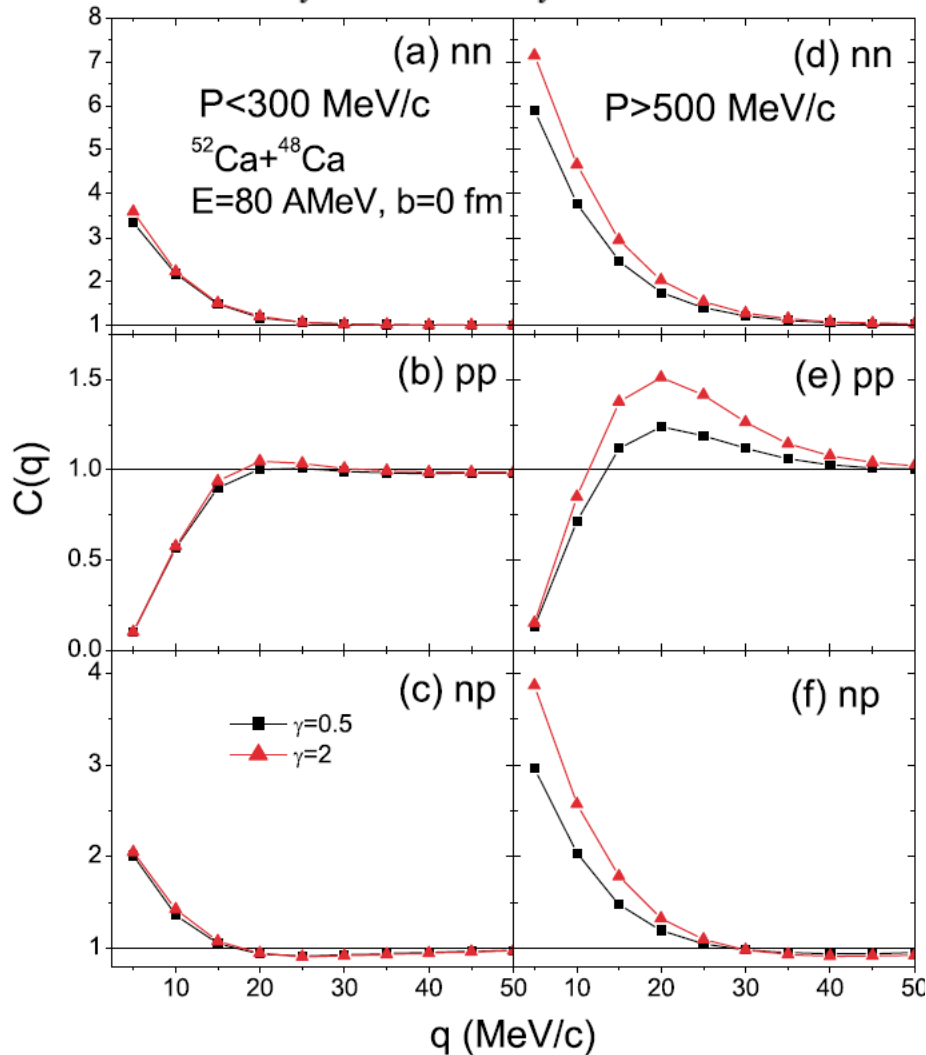 8
(a) nn
(d) nn
7
P<300 MeV/c
P>500 MeV/c
6
⁵²Ca+⁴⁸Ca
5
E=80 AMeV, b=0 fm
4
3
2
1
(b) pp
(e) pp
1.5
C(q)
1.0
0.5
0.0
4
(c) np
(f) np
γ=0.5
γ=2
3
2
1
10 20 30 40 50 10 20 30 40 50
q (MeV/c)